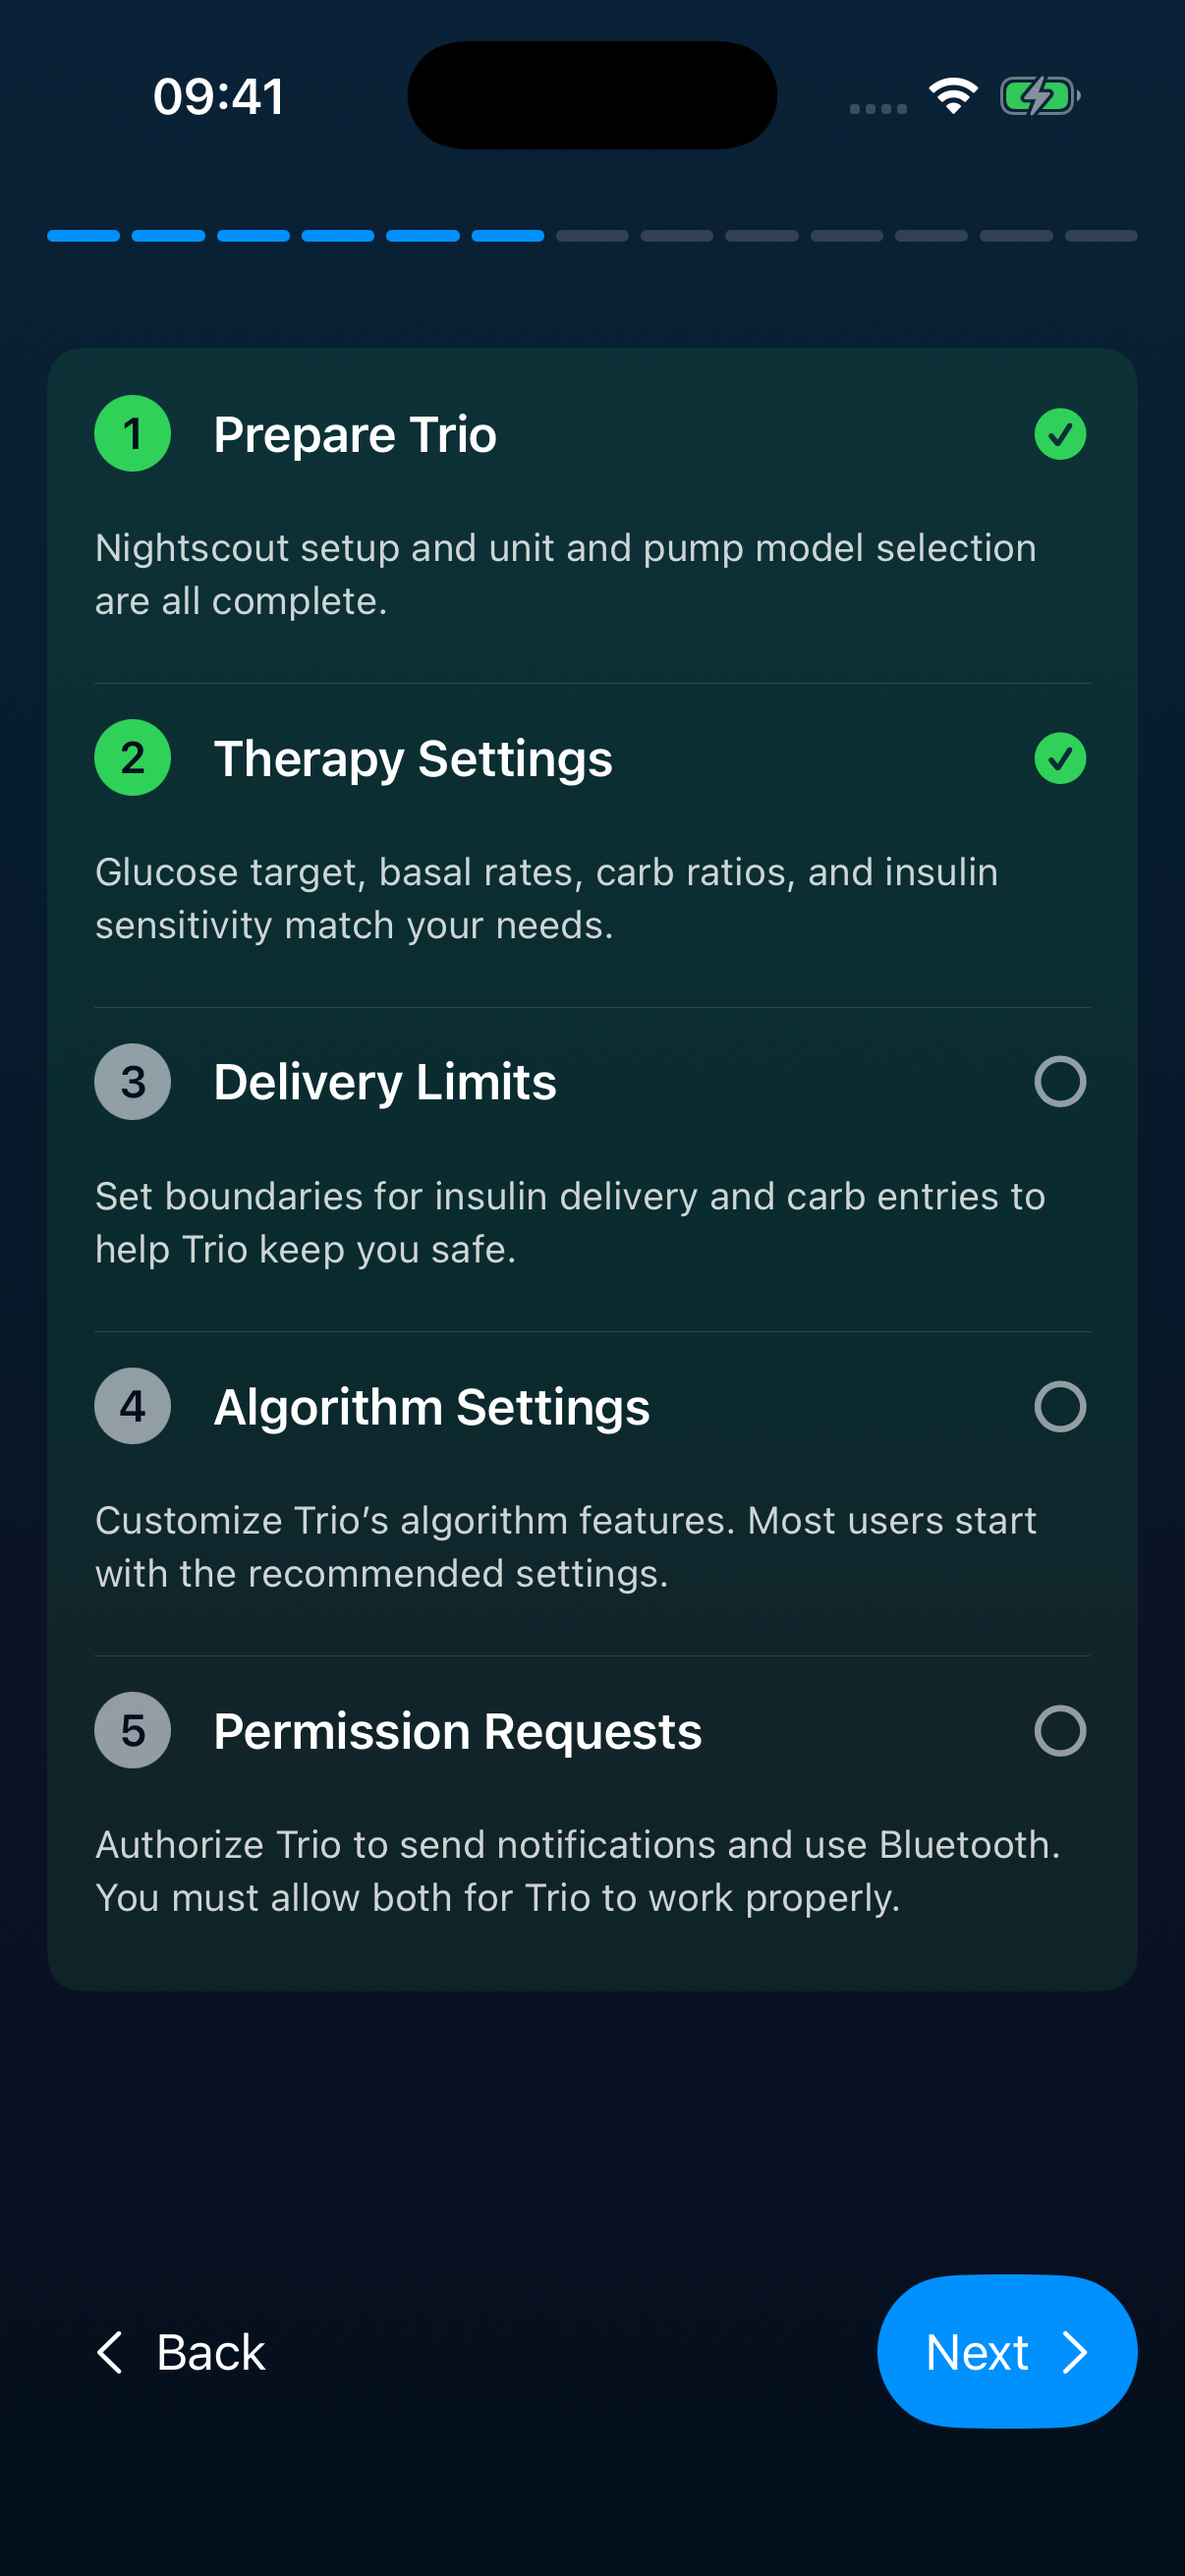 09:41
1 Prepare Trio
Nightscout setup and unit and pump model selection
are all complete.
2 Therapy Settings
Glucose target, basal rates, carb ratios, and insulin
sensitivity match your needs.
3 Delivery Limits
Set boundaries for insulin delivery and carb entries to
help Trio keep you safe.
4 Algorithm Settings
Customize Trio’s algorithm features. Most users start
with the recommended settings.
5 Permission Requests
Authorize Trio to send notifications and use Bluetooth.
You must allow both for Trio to work properly.
Back Next